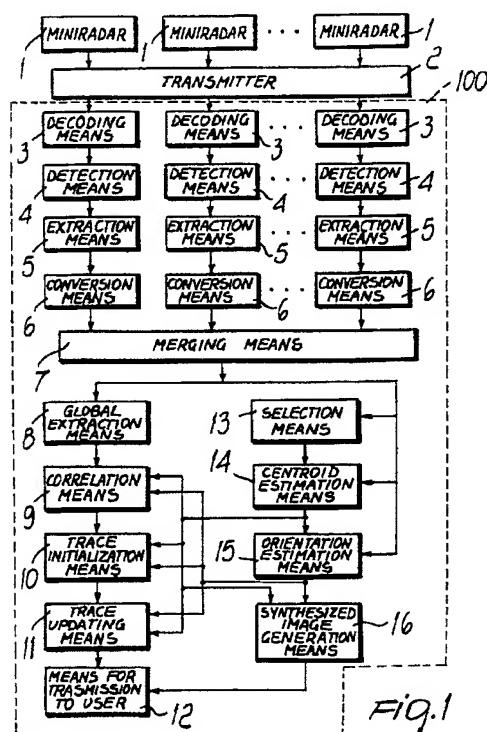 MINIRADAR MINIRADAR . . . MINIRADAR 1
1 1
TRANSMITTER 2
100
DECODING MEANS DECODING MEANS . . . DECODING MEANS 3
3 3
DETECTION MEANS DETECTION MEANS . . . DETECTION MEANS 4
4 4
EXTRACTION MEANS EXTRACTION MEANS . . . EXTRACTION MEANS 5
5 5
CONVERSION MEANS CONVERSION MEANS . . . CONVERSION MEANS 6
6 6
MERGING MEANS
7
8 GLOBAL EXTRACTION MEANS
13 SELECTION MEANS
9 CORRELATION MEANS
14 CENTROID ESTIMATION MEANS
10 TRACE INITIALIZATION MEANS
15 ORIENTATION ESTIMATION MEANS
11 TRACE UPDATING MEANS
SYNTHESIZED IMAGE GENERATION MEANS 16
MEANS FOR TRASMISSION TO USER 12
Fig.1